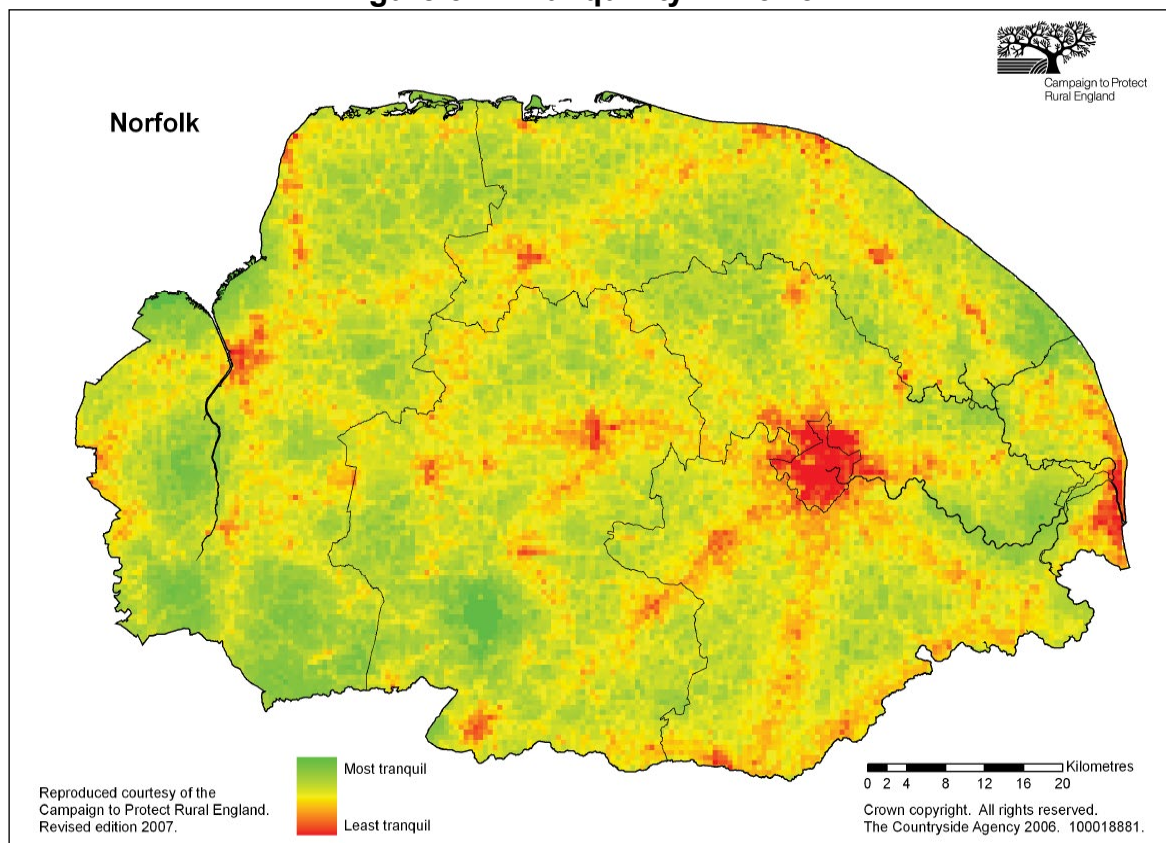 Campaign to Protect
Rural England
Norfolk
Most tranquil
Least tranquil
Reproduced courtesy of the
Campaign to Protect Rural England.
Revised edition 2007.
Kilometres
0 2 4 8 12 16 20
Crown copyright. All rights reserved.
The Countryside Agency 2006. 100018881.